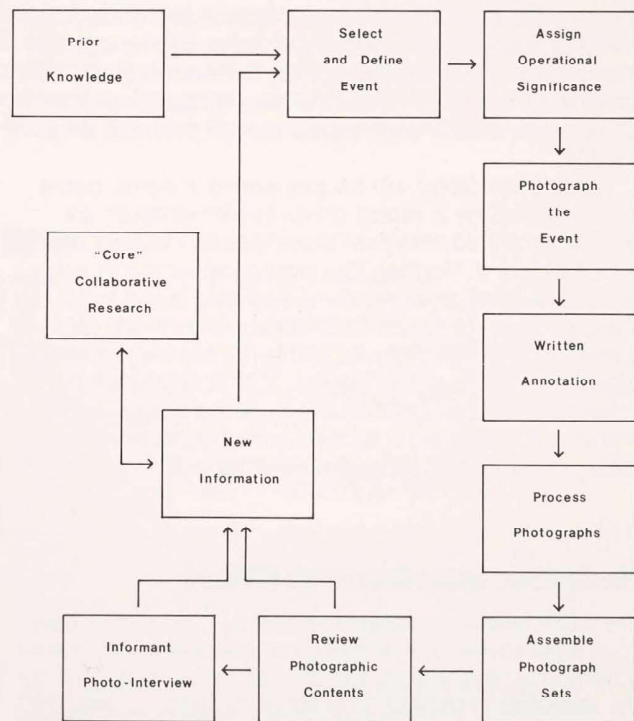 Prior
Knowledge
Select
and Define
Event
Assign
Operational
Significance
Photograph
the
Event
"Core"
Collaborative
Research
Written
Annotation
New
Information
Process
Photographs
Informant
Photo-Interview
Review
Photographic
Contents
Assemble
Photograph
Sets